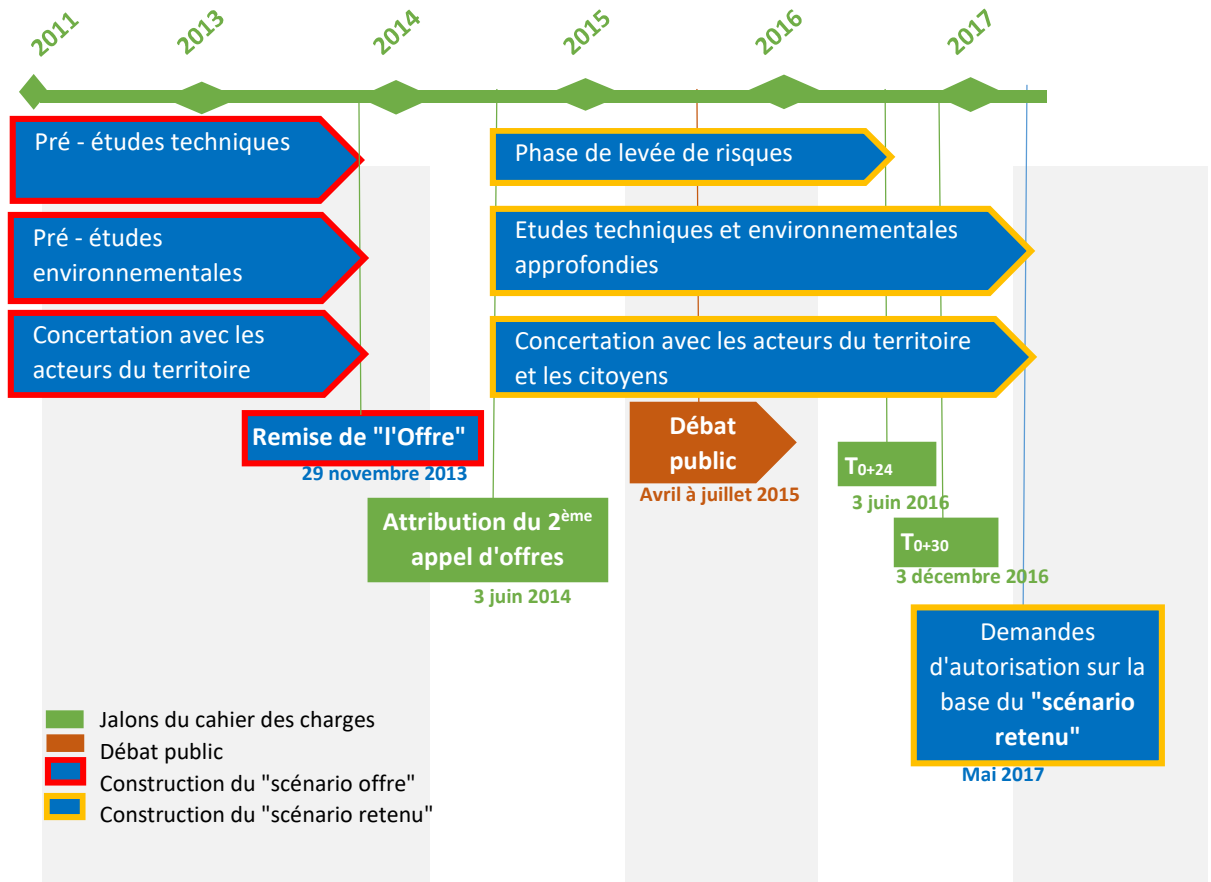 2011
2013
2014
2015
2016
2017
Pré - études techniques
Phase de levée de risques
Pré - études
environnementales
Etudes techniques et environnementales
approfondies
Concertation avec les
acteurs du territoire
Concertation avec les acteurs du territoire
et les citoyens
Remise de "l'Offre"
29 novembre 2013
Débat
public
Avril à juillet 2015
T0+24
3 juin 2016
Attribution du 2ème
appel d'offres
3 juin 2014
T0+30
3 décembre 2016
Demandes
d'autorisation sur la
base du "scénario
retenu"
Mai 2017
Jalons du cahier des charges
Débat public
Construction du "scénario offre"
Construction du "scénario retenu"